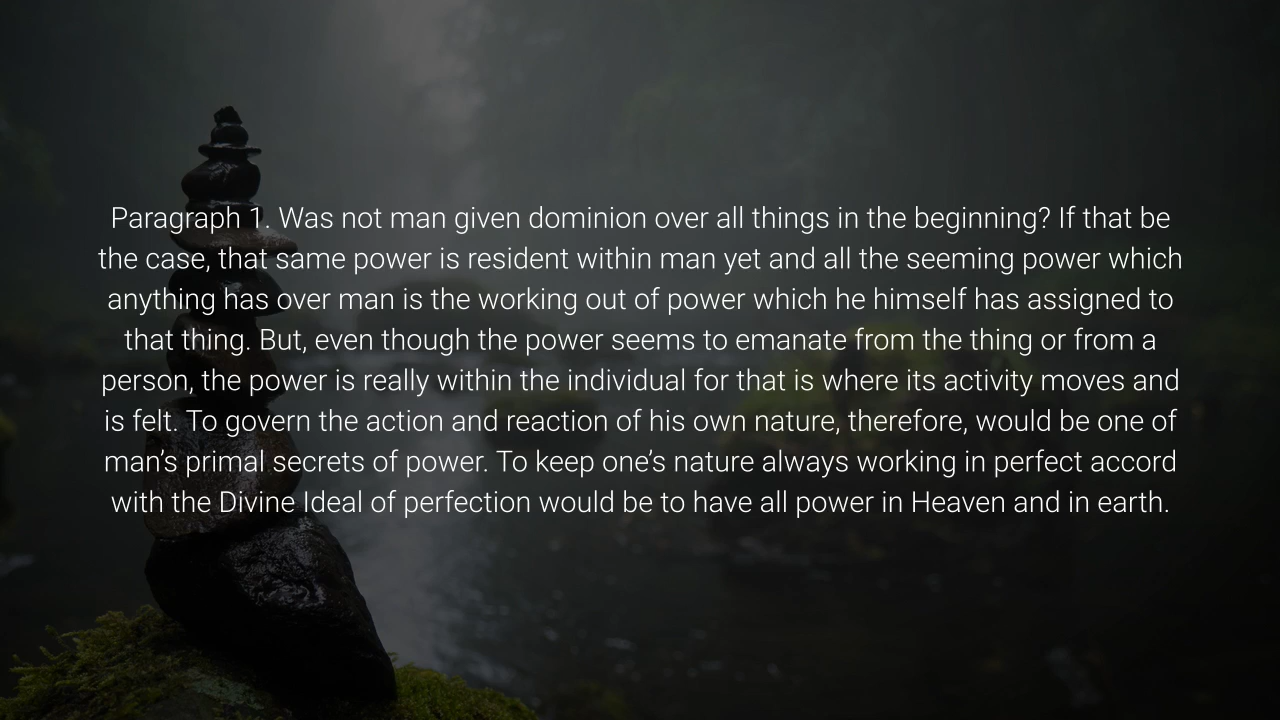 Paragraph 1. Was not man given dominion over all things in the beginning? If that be
the case, that same power is resident within man yet and all the seeming power which
anything has over man is the working out of power which he himself has assigned to
that thing. But, even though the power seems to emanate from the thing or from a
person, the power is really within the individual for that is where its activity moves and
is felt. To govern the action and reaction of his own nature, therefore, would be one of
man’s primal secrets of power. To keep one’s nature always working in perfect accord
with the Divine Ideal of perfection would be to have all power in Heaven and in earth.